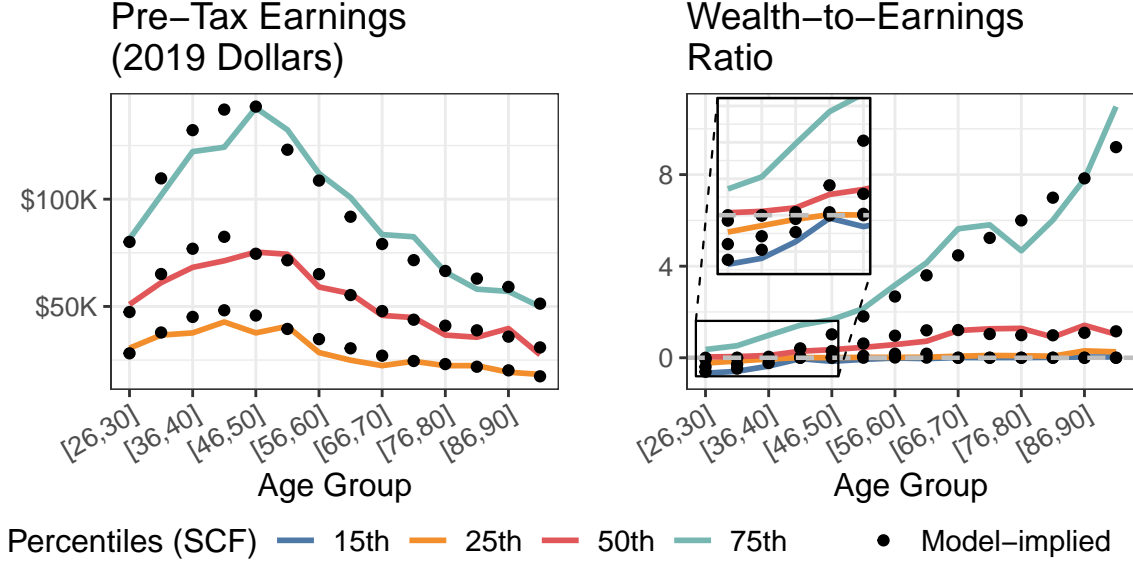 Pre−Tax Earnings
(2019 Dollars)
$100K
$50K
[26,30]
[36,40]
[46,50]
[56,60]
[66,70]
[76,80]
[86,90]
Age Group
Wealth−to−Earnings
Ratio
8
4
0
[26,30]
[36,40]
[46,50]
[56,60]
[66,70]
[76,80]
[86,90]
Age Group
Percentiles (SCF) 15th 25th 50th 75th Model−implied